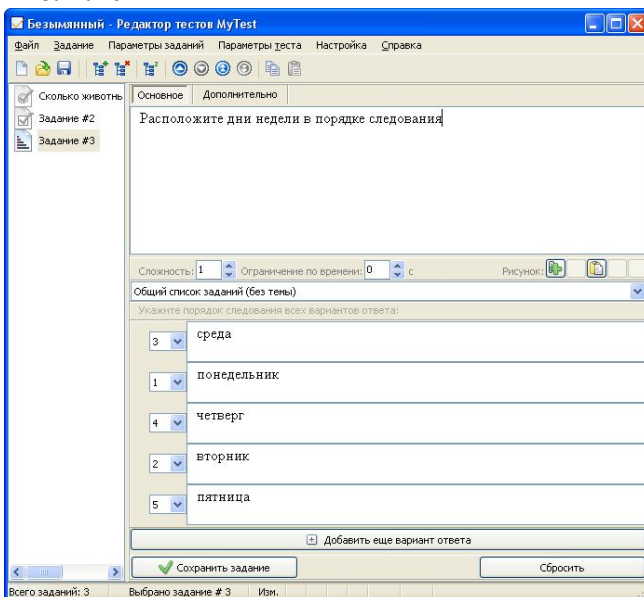 Безымянный - Редактор тестов MyTest
Файл Задание Параметры заданий Параметры теста Настройка Справка
Сколько животнь
Задание #2
Задание #3
Основное Дополнительно
Расположите дни недели в порядке следования
Сложность: 1 Ограничение по времени: 0 с Рисунок:
Общий список заданий (без темы)
Укажите порядок следования всех вариантов ответа:
3 среда
1 понедельник
4 четверг
2 вторник
5 пятница
Добавить еще вариант ответа
Сохранить задание Сбросить
Всего заданий: 3 Выбрано задание # 3 Изм.